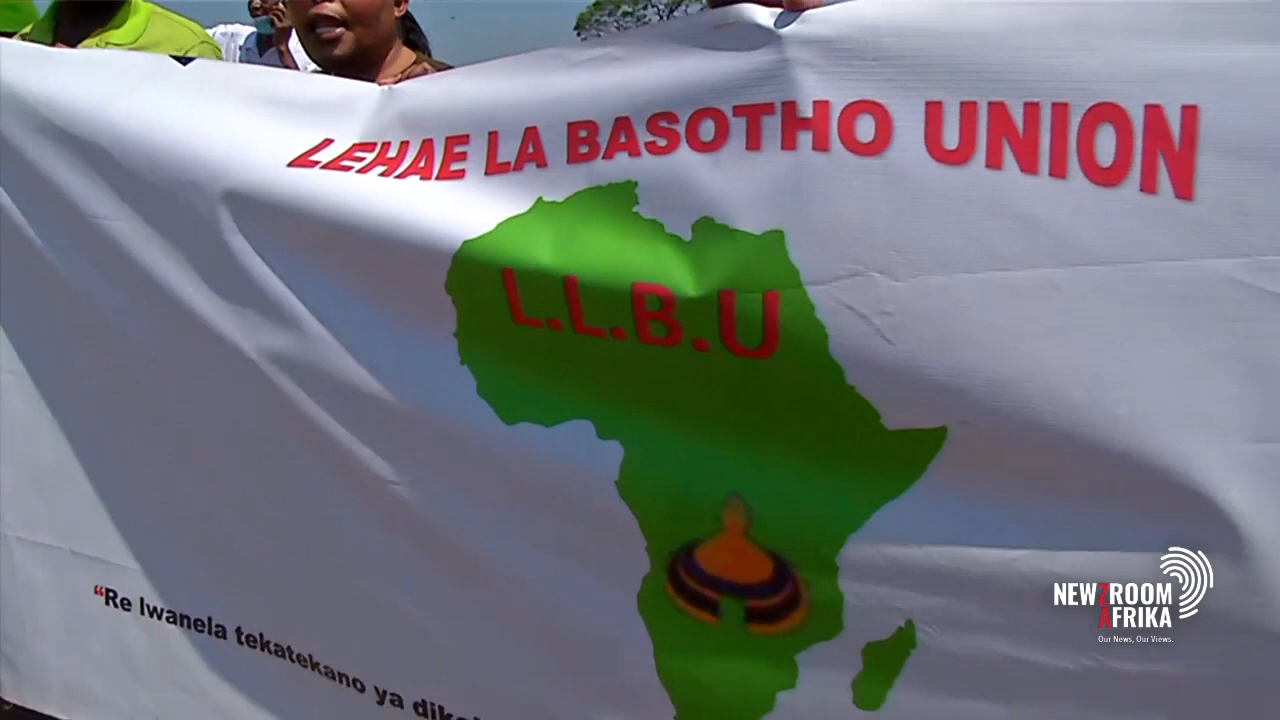 LEHAE LA BASOTHO UNION
L.L.B.U
“Re lwanela tekatekano ya
NEWZROOM
AFRIKA
Our News, Our Views.